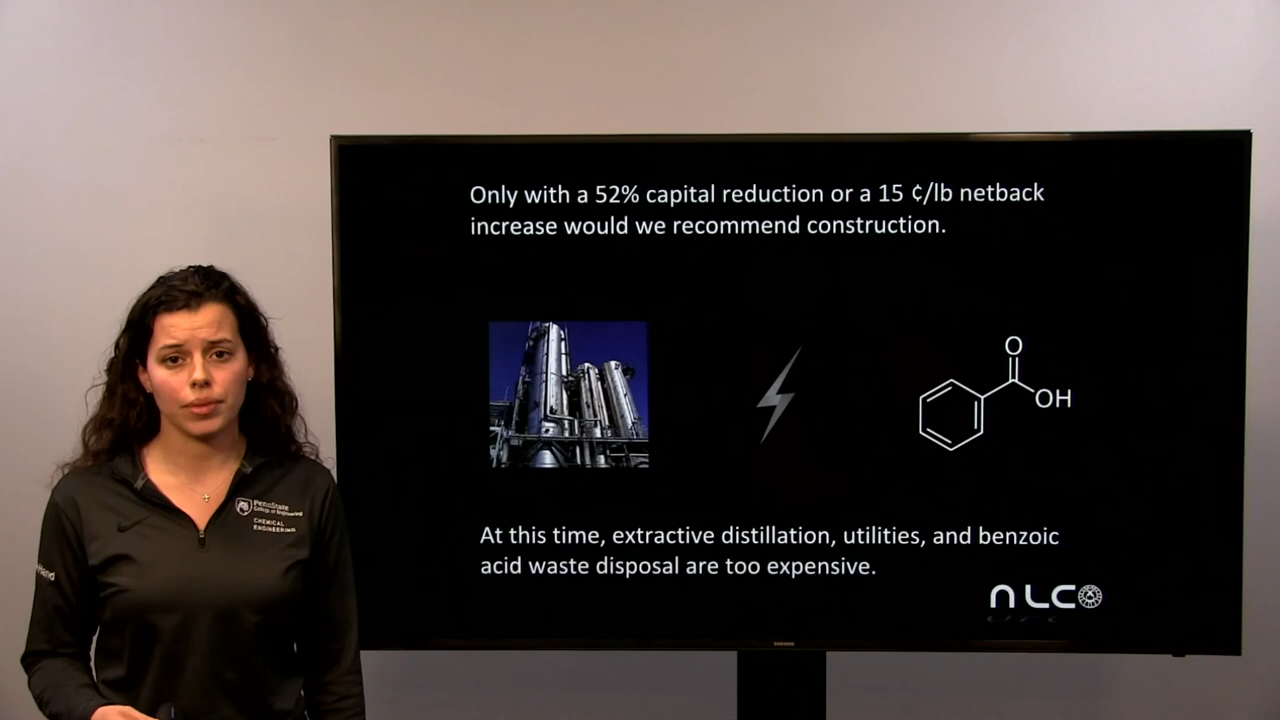 Only with a 52% capital reduction or a 15 ¢/lb netback
increase would we recommend construction.
O
OH
At this time, extractive distillation, utilities, and benzoic
acid waste disposal are too expensive.
NLC
SAMSUNG
PennState
College of Engineering
CHEMICAL
ENGINEERING